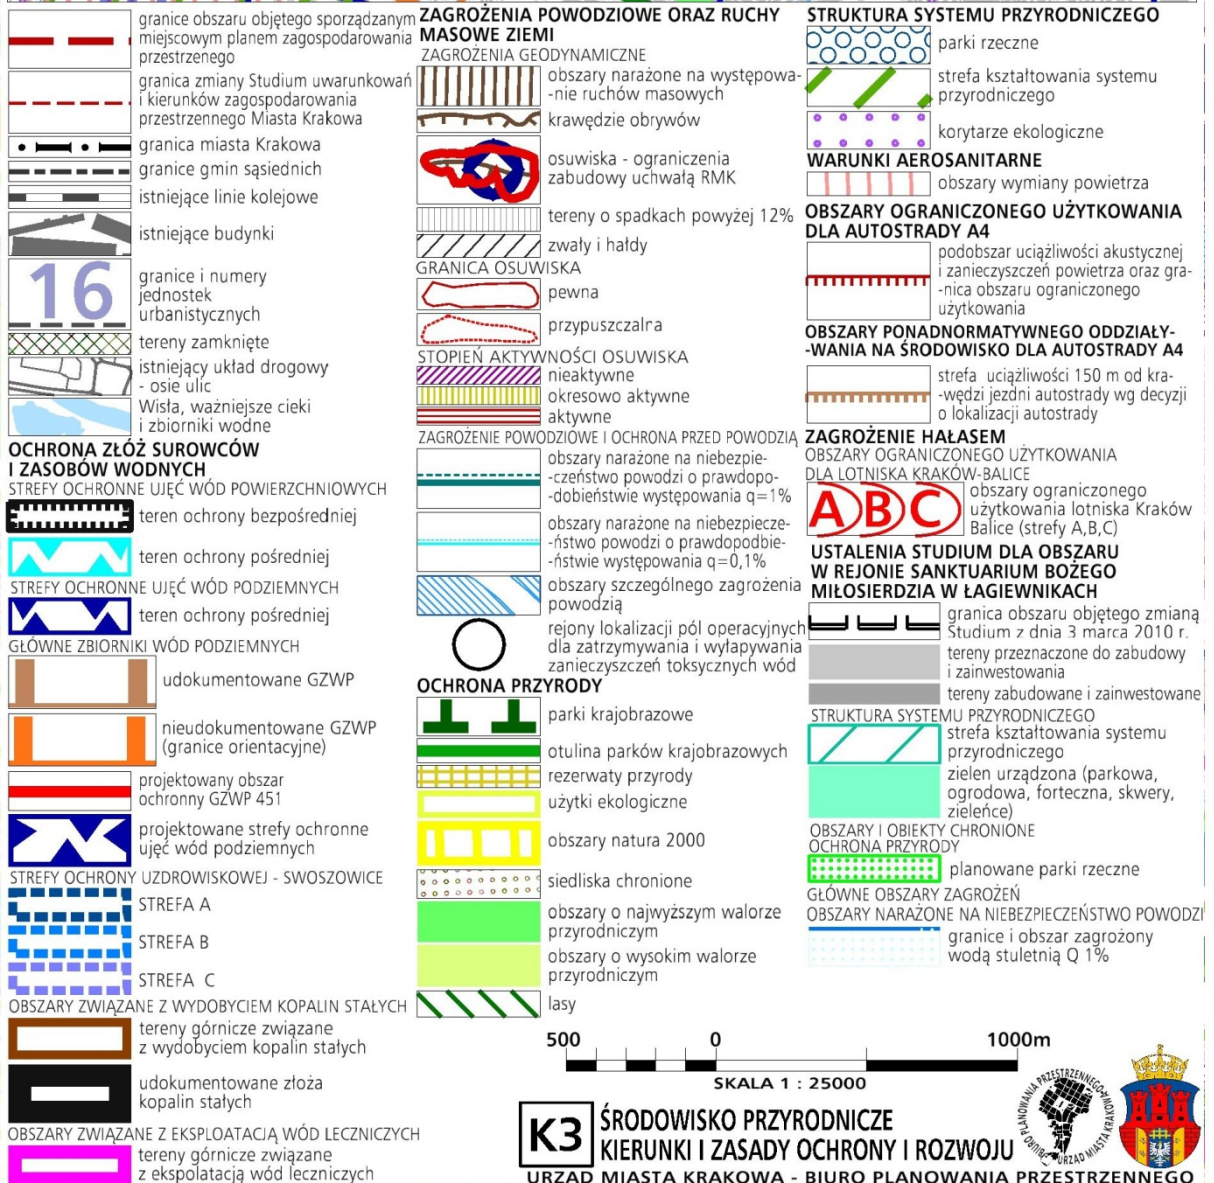 granice obszaru objętego sporządzanym
miejscowym planem zagospodarowania
przestrzenego
granica zmiany Studium uwarunkowań
i kierunków zagospodarowania
przestrzennego Miasta Krakowa
granica miasta Krakowa
granice gmin sąsiednich
istniejące linie kolejowe
istniejące budynki
16
granice i numery
jednostek
urbanistycznych
tereny zamknięte
istniejący układ drogowy
- osie ulic
Wisła, ważniejsze cieki
i zbiorniki wodne
OCHRONA ZŁÓŻ SUROWCÓW
I ZASOBÓW WODNYCH
STREFY OCHRONNE UJĘĆ WÓD POWIERZCHNIOWYCH
teren ochrony bezpośredniej
teren ochrony pośredniej
STREFY OCHRONNE UJĘĆ WÓD PODZIEMNYCH
teren ochrony pośredniej
GŁÓWNE ZBIORNIKI WÓD PODZIEMNYCH
udokumentowane GZWP
nieudokumentowane GZWP
(granice orientacyjne)
projektowany obszar
ochronny GZWP 451
projektowane strefy ochronne
ujęć wód podziemnych
STREFY OCHRONY UZDROWISKOWEJ - SWOSZOWICE
STREFA A
STREFA B
STREFA C
OBSZARY ZWIĄZANE Z WYDOBYCIEM KOPALIN STAŁYCH
tereny górnicze związane
z wydobyciem kopalin stałych
udokumentowane złoża
kopalin stałych
OBSZARY ZWIĄZANE Z EKSPLOATACJĄ WÓD LECZNICZYCH
tereny górnicze związane
z ekspolatacją wód leczniczych
ZAGROŻENIA POWODZIOWE ORAZ RUCHY
MASOWE ZIEMI
ZAGROŻENIA GEODYNAMICZNE
obszary narażone na występowa-
-nie ruchów masowych
krawędzie obrywów
osuwiska - ograniczenia
zabudowy uchwałą RMK
tereny o spadkach powyżej 12%
zwały i hałdy
GRANICA OSUWISKA
pewna
przypuszczalna
STOPIEŃ AKTYWNOŚCI OSUWISKA
nieaktywne
okresowo aktywne
aktywne
ZAGROŻENIE POWODZIOWE I OCHRONA PRZED POWODZIĄ
obszary narażone na niebezpie-
-czeństwo powodzi o prawdopo-
-dobieństwie występowania q=1%
obszary narażone na niebezpiecze-
-ństwo powodzi o prawdopodbie-
-ństwie występowania q=0,1%
obszary szczególnego zagrożenia
powodzią
rejony lokalizacji pól operacyjnych
dla zatrzymywania i wyłapywania
zanieczyszczeń toksycznych wód
OCHRONA PRZYRODY
parki krajobrazowe
otulina parków krajobrazowych
rezerwaty przyrody
użytki ekologiczne
obszary natura 2000
siedliska chronione
obszary o najwyższym walorze
przyrodniczym
obszary o wysokim walorze
przyrodniczym
lasy
STRUKTURA SYSTEMU PRZYRODNICZEGO
parki rzeczne
strefa kształtowania systemu
przyrodniczego
korytarze ekologiczne
WARUNKI AEROSANITARNE
obszary wymiany powietrza
OBSZARY OGRANICZONEGO UŻYTKOWANIA
DLA AUTOSTRADY A4
podobszar uciążliwości akustycznej
i zanieczyszczeń powietrza oraz gra-
-nica obszaru ograniczonego
użytkowania
OBSZARY PONADNORMATYWNEGO ODDZIAŁY-
-WANIA NA ŚRODOWISKO DLA AUTOSTRADY A4
strefa uciążliwości 150 m od kra-
-wędzi jezdni autostrady wg decyzji
o lokalizacji autostrady
ZAGROŻENIE HAŁASEM
OBSZARY OGRANICZONEGO UŻYTKOWANIA
DLA LOTNISKA KRAKÓW-BALICE
A B C
obszary ograniczonego
użytkowania lotniska Kraków
Balice (strefy A,B,C)
USTALENIA STUDIUM DLA OBSZARU
W REJONIE SANKTUARIUM BOŻEGO
MIŁOSIERDZIA W ŁAGIEWNIKACH
granica obszaru objętego zmianą
Studium z dnia 3 marca 2010 r.
tereny przeznaczone do zabudowy
i zainwestowania
tereny zabudowane i zainwestowane
STRUKTURA SYSTEMU PRZYRODNICZEGO
strefa kształtowania systemu
przyrodniczego
zielen urządzona (parkowa,
ogrodowa, forteczna, skwery,
zieleńce)
OBSZARY I OBIEKTY CHRONIONE
OCHRONA PRZYRODY
planowane parki rzeczne
GŁÓWNE OBSZARY ZAGROŻEŃ
OBSZARY NARAŻONE NA NIEBEZPIECZEŃSTWO POWODZI
granice i obszar zagrożony
wodą stuletnią Q 1%
500 0 1000m
SKALA 1 : 25000
K3
ŚRODOWISKO PRZYRODNICZE
KIERUNKI I ZASADY OCHRONY I ROZWOJU
BIURO PLANOWANIA PRZESTRZENNEGO
URZĄD MIASTA KRAKOWA
URZĄD MIASTA KRAKOWA - BIURO PLANOWANIA PRZESTRZENNEGO